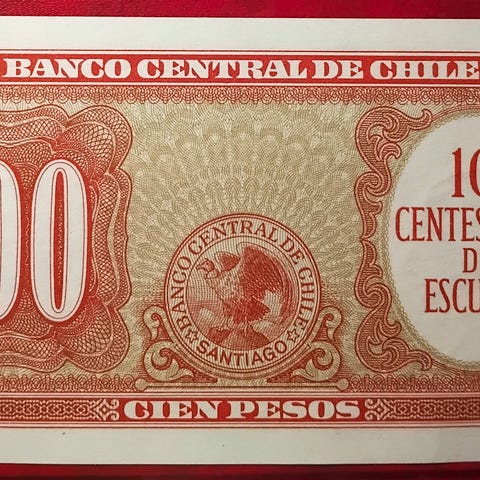 BANCO CENTRAL DE CHILE
00
BANCO CENTRAL DE CHILE
SANTIAGO
10
CENTES
D
ESCU
CIEN PESOS